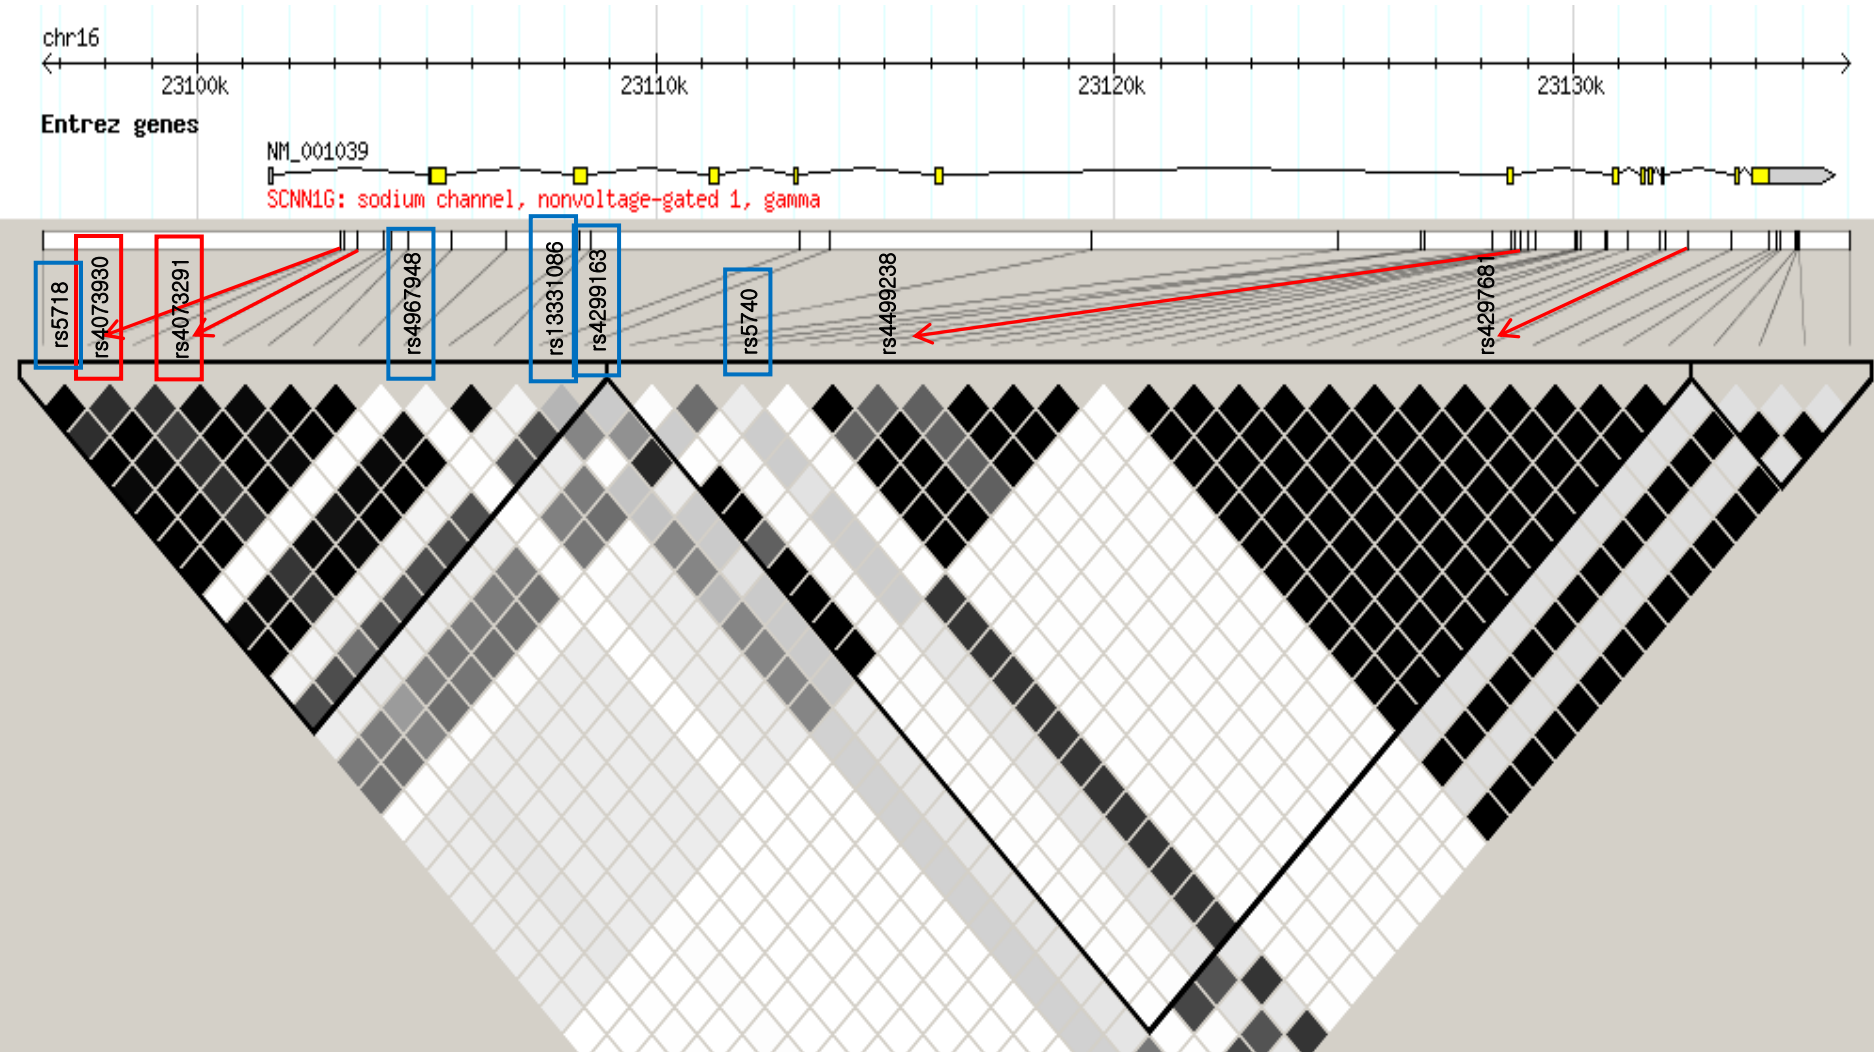 chr16
23100k
23110k
23120k
23130k
Entrez genes
NM_001039
SCNN1G: sodium channel, nonvoltage-gated 1, gamma
rs5718
rs4073930
rs4073291
rs4967948
rs13331086
rs4299163
rs5740
rs4499238
rs4297681